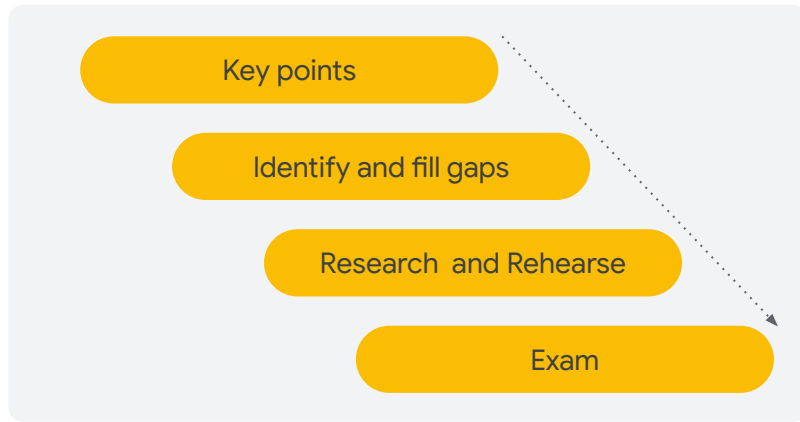 Key points
Identify and fill gaps
Research and Rehearse
Exam